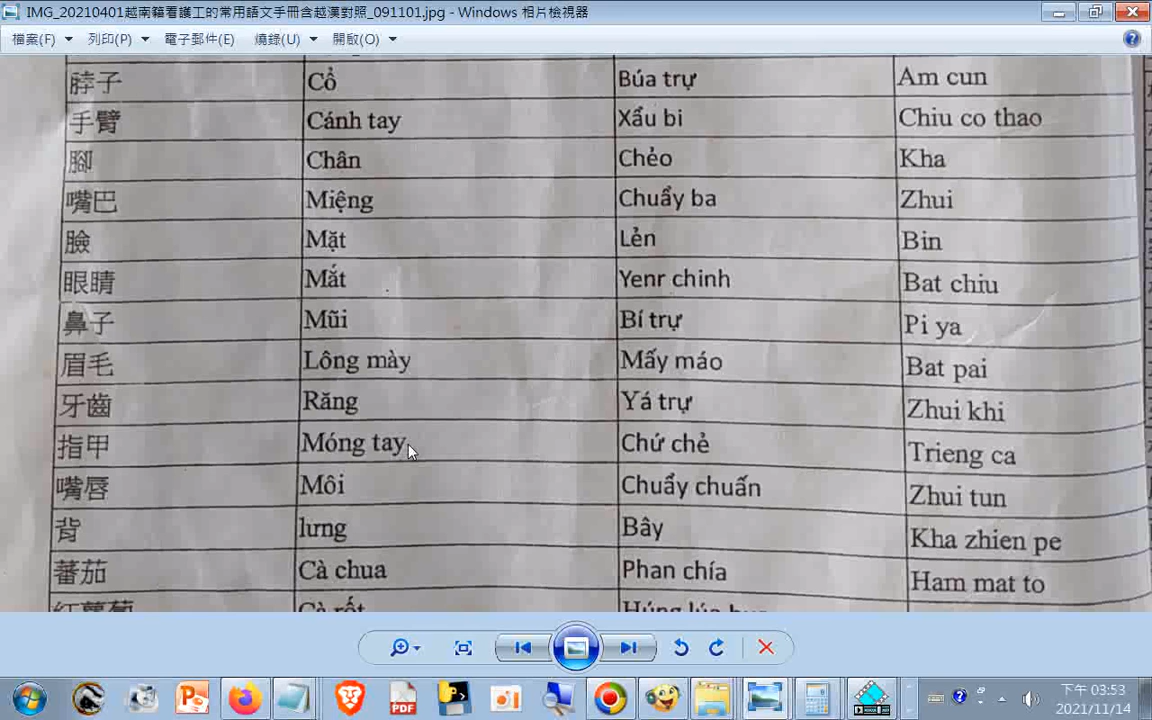 IMG_20210401越南籍看護工的常用語文手冊含越漢對照_091101.jpg - Windows 相片檢視器
檔案(F) 列印(P) 電子郵件(E) 燒錄(U) 開啟(O)
脖子 Cổ Búa trự Am cun
手臂 Cánh tay Xẩu bi Chiu co thao
腳 Chân Chẻo Kha
嘴巴 Miệng Chuẩy ba Zhui
臉 Mặt Lẻn Bin
眼睛 Mắt Yenr chinh Bat chiu
鼻子 Mũi Bí trự Pi ya
眉毛 Lông mày Mấy máo Bat pai
牙齒 Răng Yá trự Zhui khi
指甲 Móng tay Chứ chẻ Trieng ca
嘴唇 Môi Chuẩy chuấn Zhui tun
背 lưng Bây Kha zhien pe
蕃茄 Cà chua Phan chía Ham mat to
紅蘿蔔 Cà rốt
PDF
下午 03:53
2021/11/14